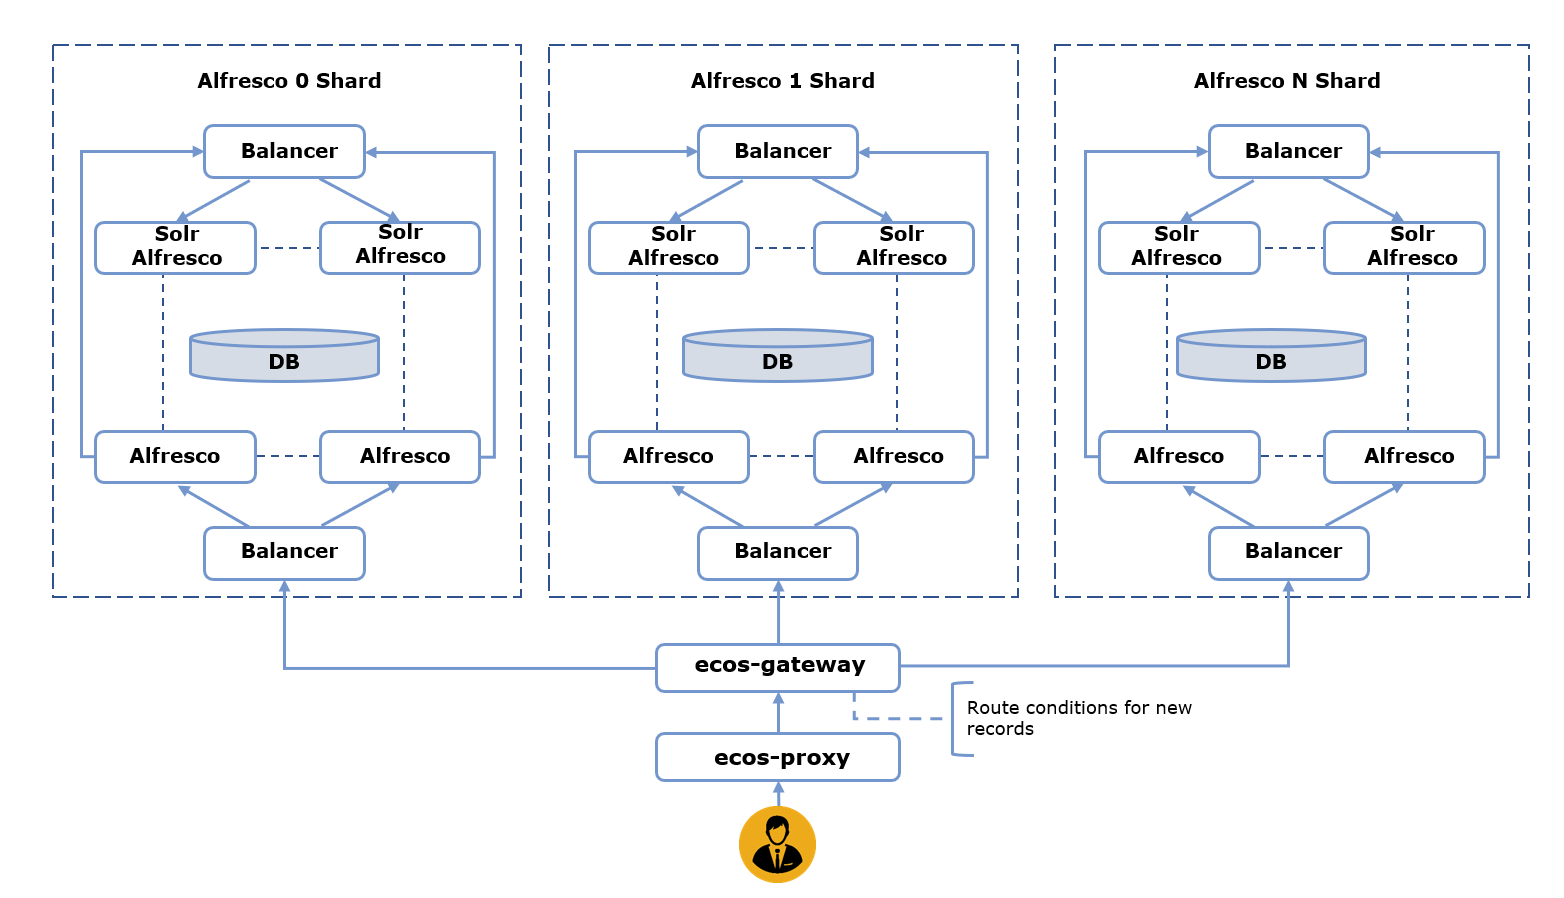 Alfresco 0 Shard
Balancer
Solr
Alfresco
Solr
Alfresco
DB
Alfresco
Alfresco
Balancer
Alfresco 1 Shard
Balancer
Solr
Alfresco
Solr
Alfresco
DB
Alfresco
Alfresco
Balancer
Alfresco N Shard
Balancer
Solr
Alfresco
Solr
Alfresco
DB
Alfresco
Alfresco
Balancer
ecos-gateway
Route conditions for new
records
ecos-proxy